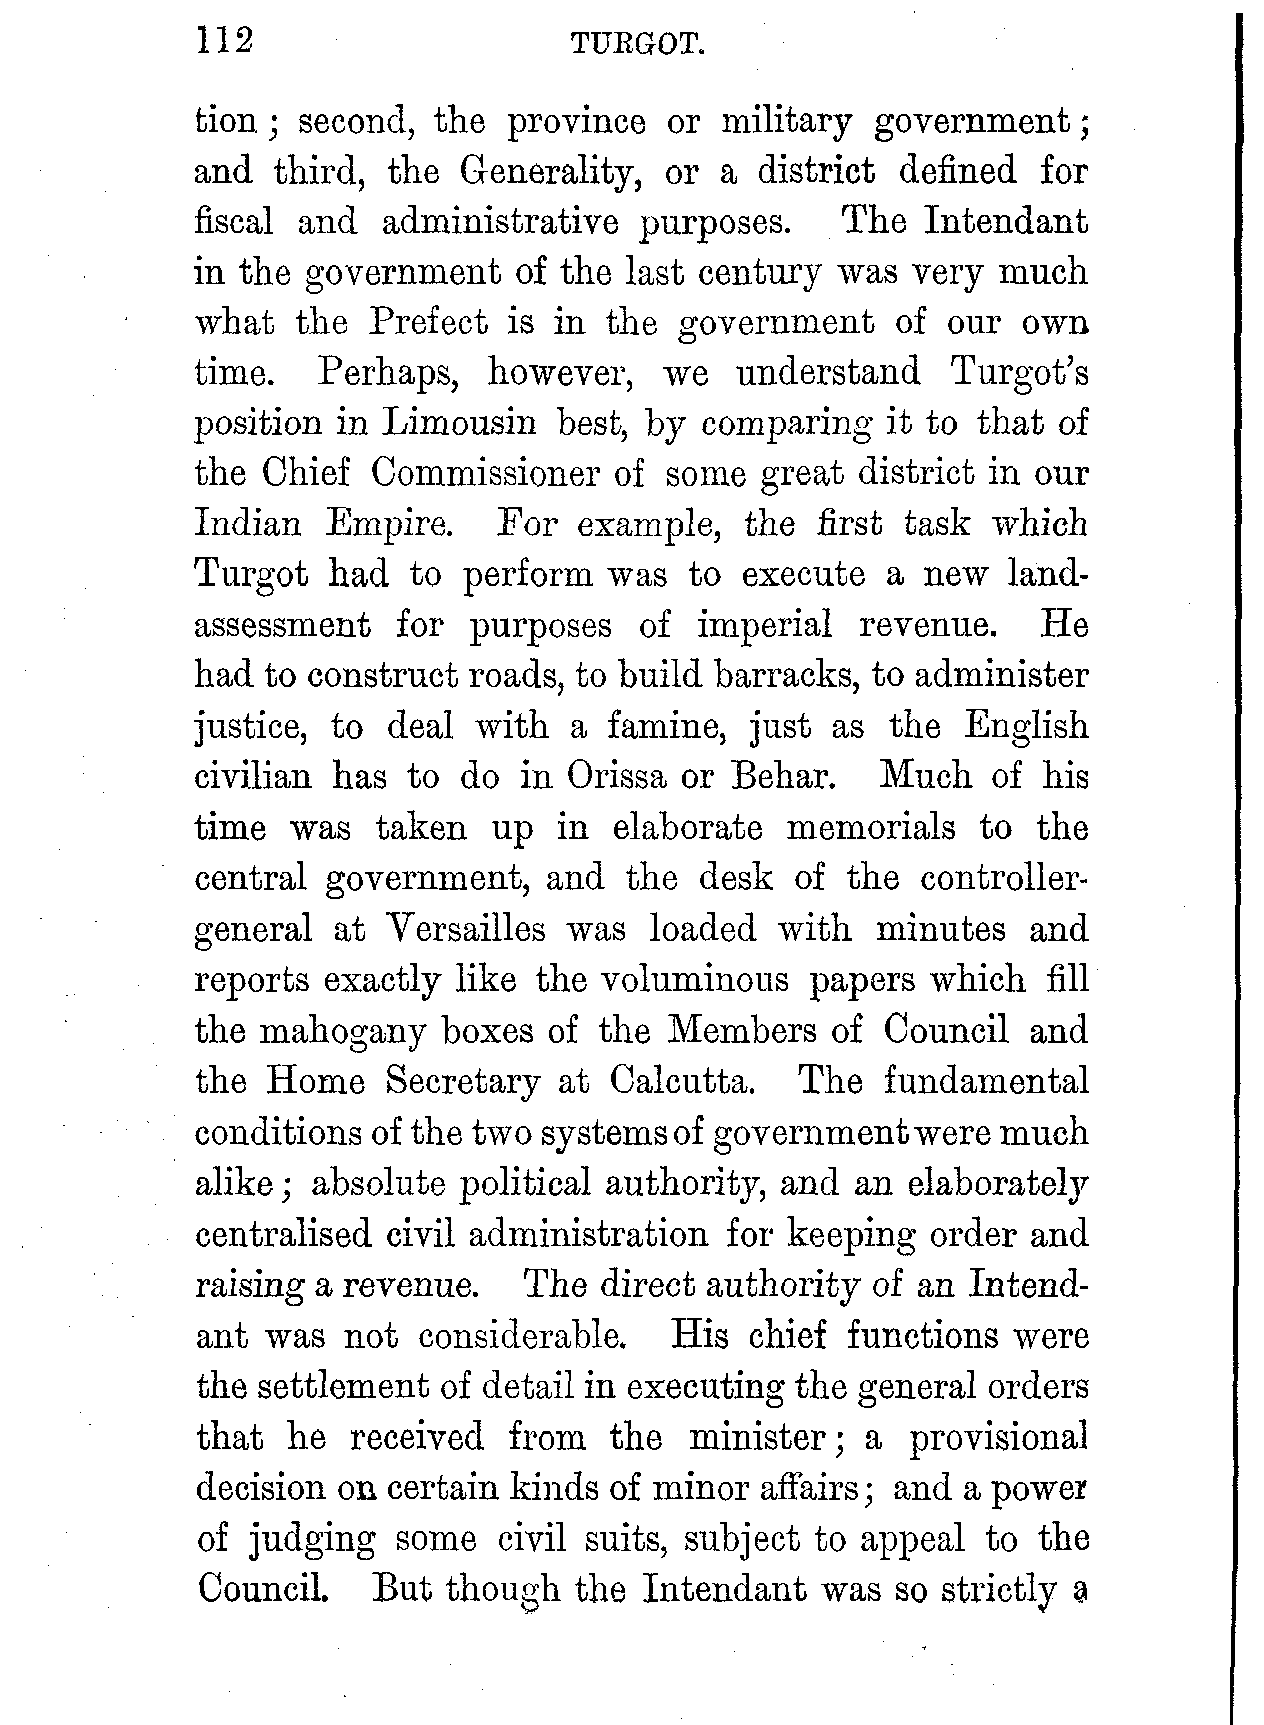 112 TURGOT.
tion ; second, the province or military government ;
and third, the Generality, or a district defined for
fiscal and administrative purposes. The Intendant
in the government of the last century was very much
what the Prefect is in the government of our own
time. Perhaps, however, we understand Turgot's
position in Limousin best, by comparing it to that of
the Chief Commissioner of some great district in our
Indian Empire. For example, the first task which
Turgot had to perform was to execute a new land-
assessment for purposes of imperial revenue. He
had to construct roads, to build barracks, to administer
justice, to deal with a famine, just as the English
civilian has to do in Orissa or Behar. Much of his
time was taken up in elaborate memorials to the
central government, and the desk of the controller-
general at Versailles was loaded with minutes and
reports exactly like the voluminous papers which fill
the mahogany boxes of the Members of Council and
the Home Secretary at Calcutta. The fundamental
conditions of the two systems of government were much
alike ; absolute political authority, and an elaborately
centralised civil administration for keeping order and
raising a revenue. The direct authority of an Intend-
ant was not considerable. His chief functions were
the settlement of detail in executing the general orders
that he received from the minister ; a provisional
decision on certain kinds of minor affairs ; and a power
of judging some civil suits, subject to appeal to the
Council. But though the Intendant was so strictly a